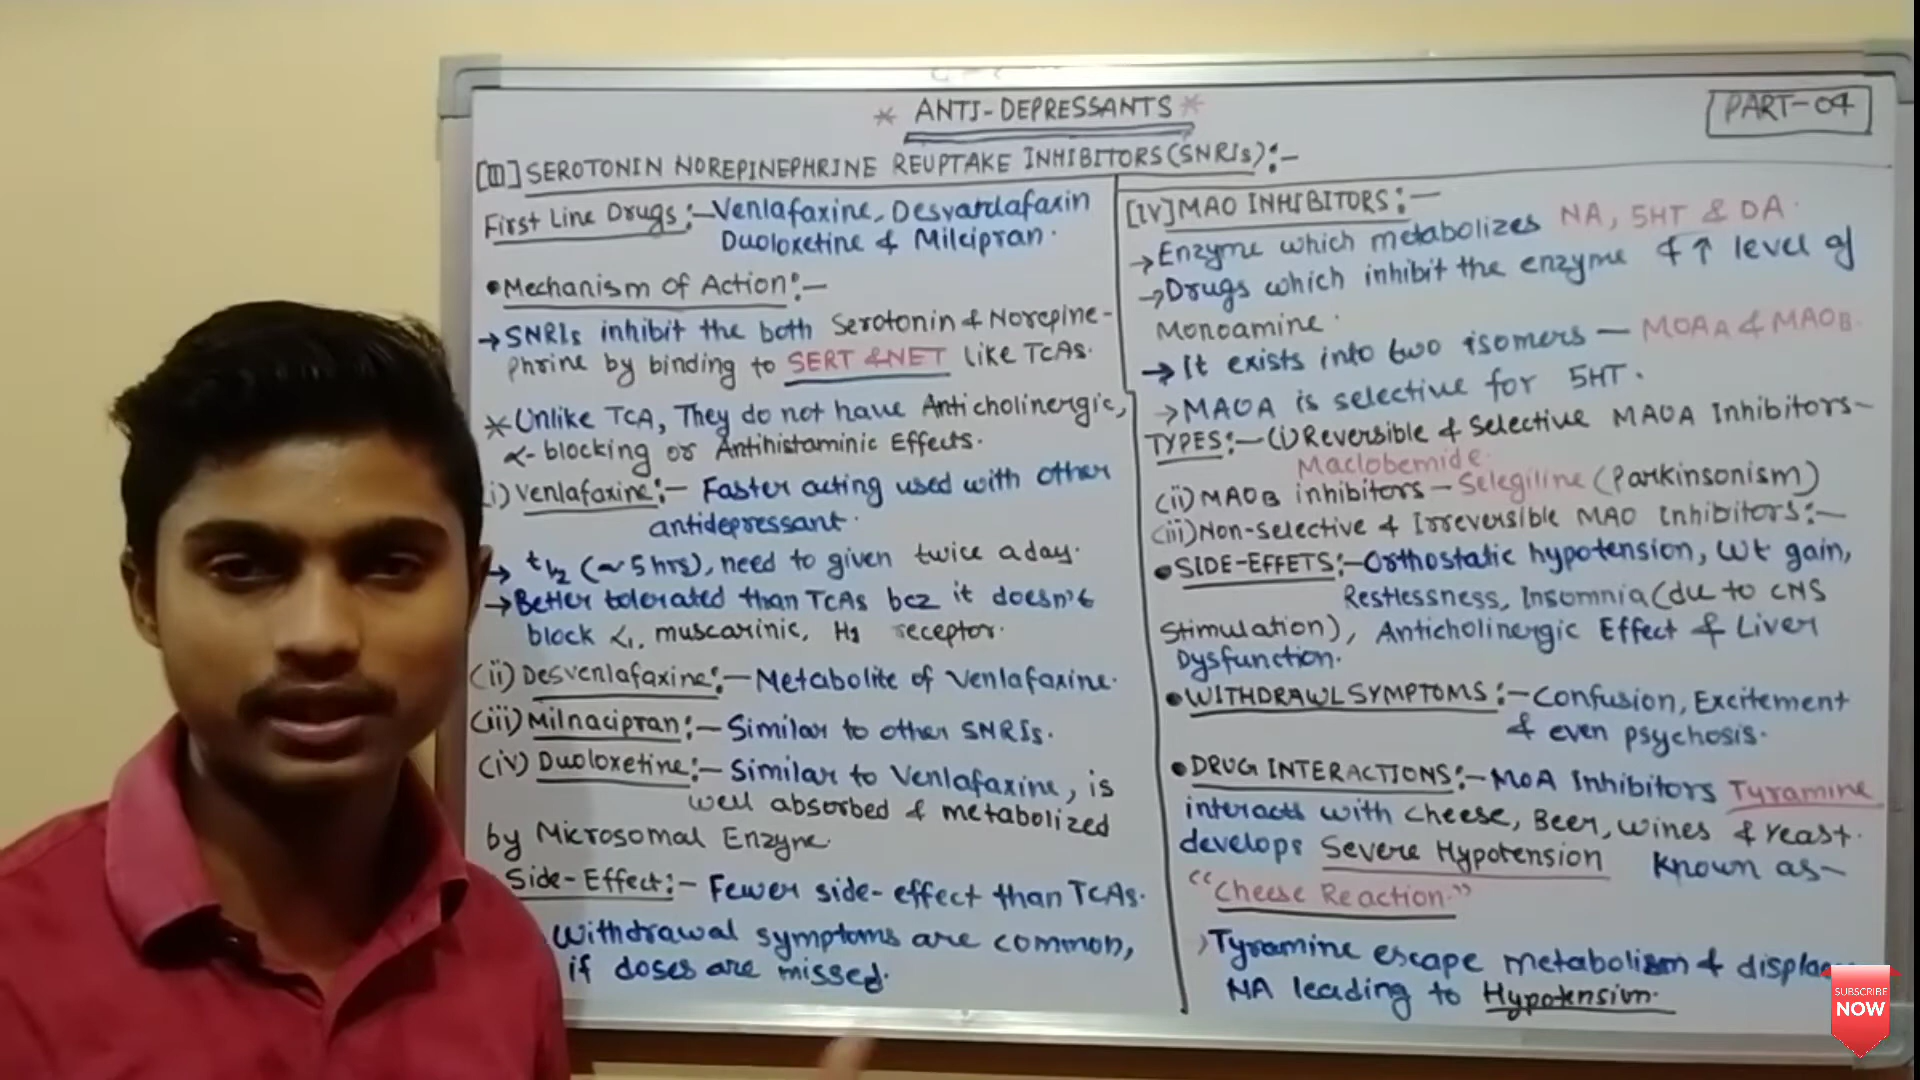 * ANTI-DEPRESSANTS *
PART-04
[III] SEROTONIN NOREPINEPHRINE REUPTAKE INHIBITORS (SNRIs):-
First Line Drugs:- Venlafaxine, Desvardafaxin
Duoloxetine & Milcipran.
• Mechanism of Action:-
→ SNRIs inhibit the both Serotonin & Norepine-
phrine by binding to SERT & NET like TCAs.
* Unlike TCA, They do not have Anticholinergic,
α-blocking or Antihistaminic Effects.
i) Venlafaxine:- Faster acting used with other
antidepressant.
→ t½ (~5hrs), need to given twice a day.
→ Better tolerated than TCAs bcz it doesn't
block α₁, muscarinic, H₁ receptor.
(ii) Desvenlafaxine:- Metabolite of Venlafaxine.
(iii) Milnacipran:- Similar to other SNRIs.
(iv) Duoloxetine:- Similar to Venlafaxine, is
well absorbed & metabolized
by Microsomal Enzyne.
Side-Effect:- Fewer side-effect than TCAs.
Withdrawal symptoms are common,
if doses are missed.
[IV] MAO INHIBITORS:-
→ Enzyme which metabolizes NA, 5HT & DA.
→ Drugs which inhibit the enzyme & ↑ level of
Monoamine.
→ It exists into two isomers — MOAA & MAOB.
→ MAOA is selective for 5HT.
TYPES:- (i) Reversible & Selective MAOA Inhibitors-
Maclobemide.
(ii) MAOB inhibitors - Selegiline (Parkinsonism)
(iii) Non-selective & Irreversible MAO Inhibitors:-
• SIDE-EFFETS:- Orthostatic hypotension, Wt gain,
Restlessness, Insomnia (due to CNS
Stimulation), Anticholinergic Effect & Liver
Dysfunction.
• WITHDRAWL SYMPTOMS:- Confusion, Excitement
& even psychosis.
• DRUG INTERACTIONS:- MOA Inhibitors Tyramine
interacts with cheese, Beer, wines & yeast.
develops Severe Hypotension Known as-
"Cheese Reaction."
Tyramine escape metabolism & displa
NA leading to Hypotension.
SUBSCRIBE
NOW